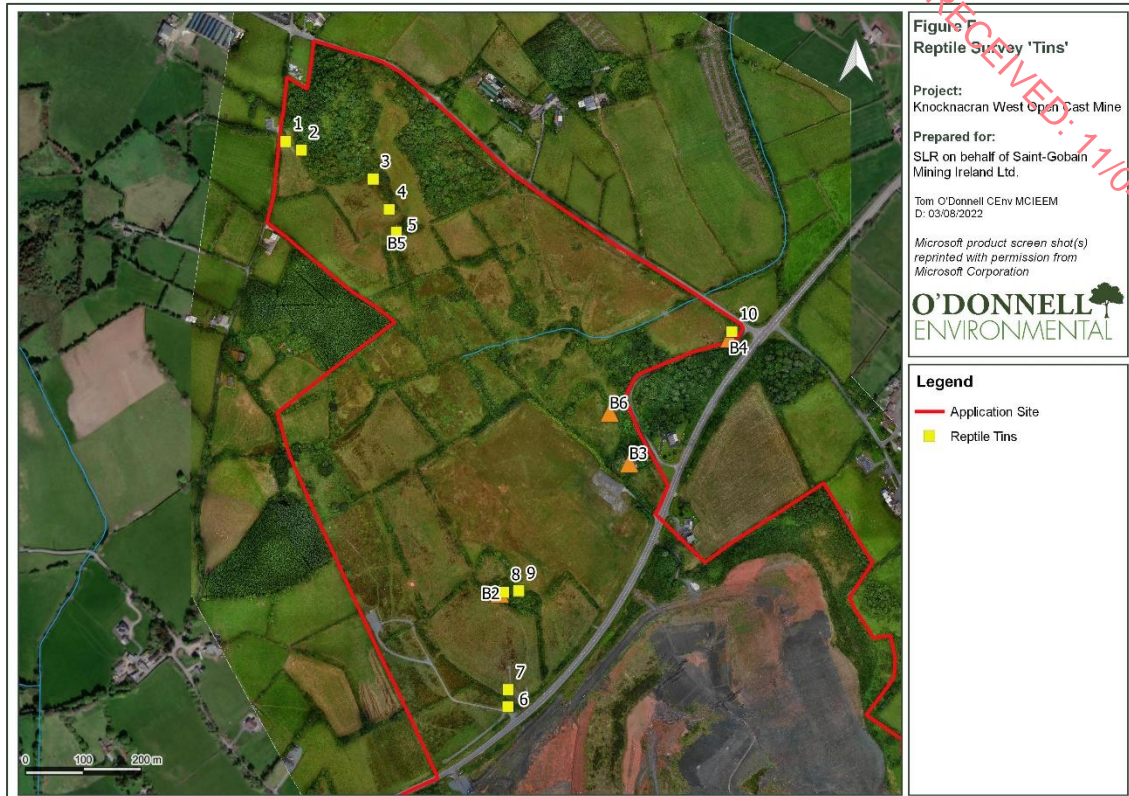 Figure F
Reptile Survey 'Tins'
RECEIVED: 11/0
Project:
Knocknacran West Open Cast Mine
Prepared for:
SLR on behalf of Saint-Gobain
Mining Ireland Ltd.
Tom O'Donnell CEnv MCIEEM
D: 03/08/2022
Microsoft product screen shot(s)
reprinted with permission from
Microsoft Corporation
O'DONNELL
ENVIRONMENTAL
Legend
Application Site
Reptile Tins
1
2
3
4
5
B5
10
B4
B6
B3
8
9
B2
7
6
0 100 200 m